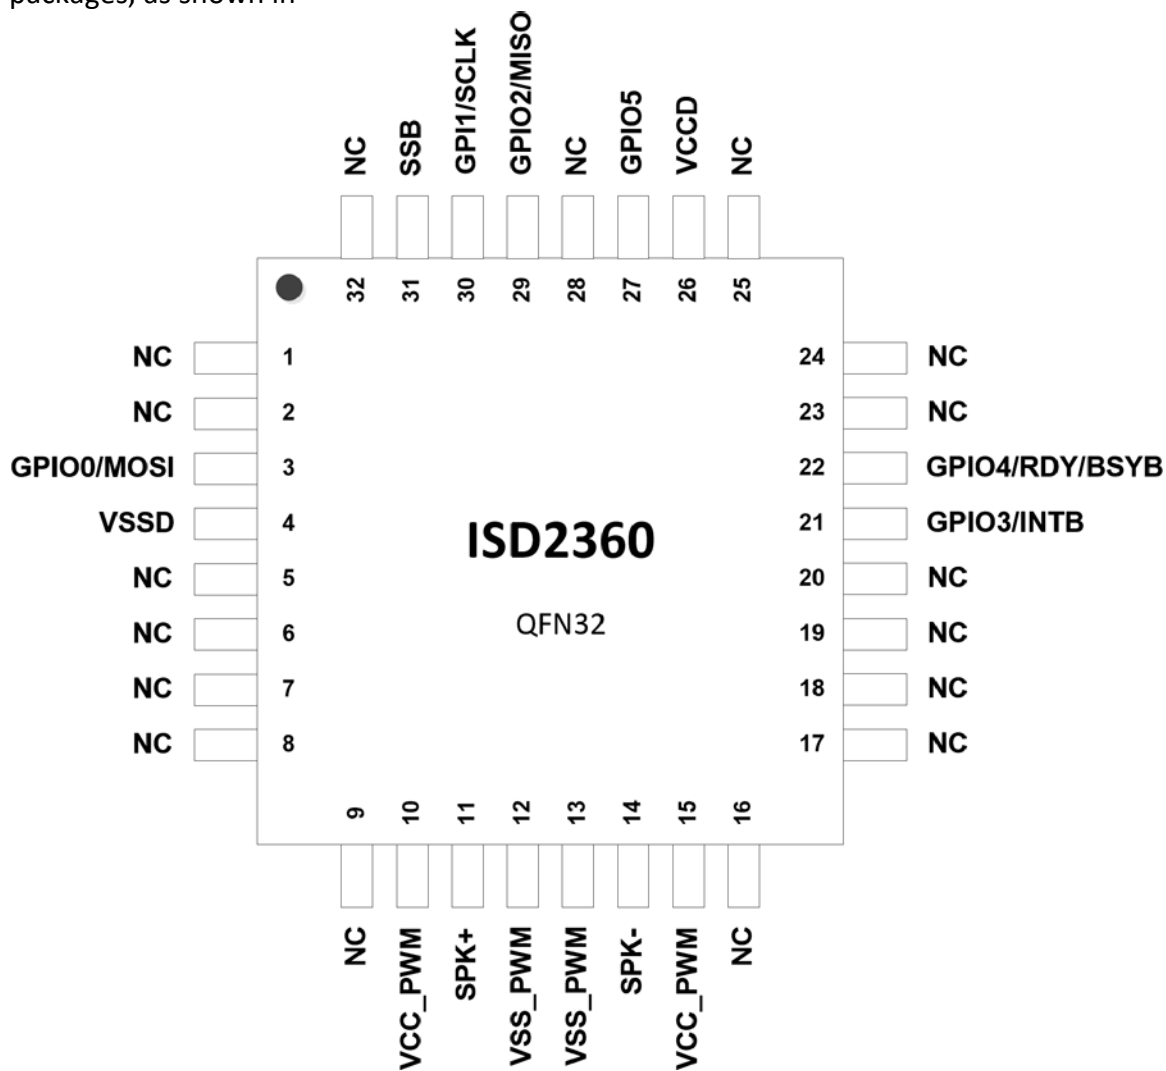 packages, as shown in
NC
SSB
GPI1/SCLK
GPIO2/MISO
NC
GPIO5
VCCD
NC
32 31 30 29 28 27 26 25
NC 1 24 NC
NC 2 23 NC
GPIO0/MOSI 3 22 GPIO4/RDY/BSYB
VSSD 4 21 GPIO3/INTB
ISD2360
NC 5 20 NC
QFN32
NC 6 19 NC
NC 7 18 NC
NC 8 17 NC
9 10 11 12 13 14 15 16
NC
VCC_PWM
SPK+
VSS_PWM
VSS_PWM
SPK-
VCC_PWM
NC